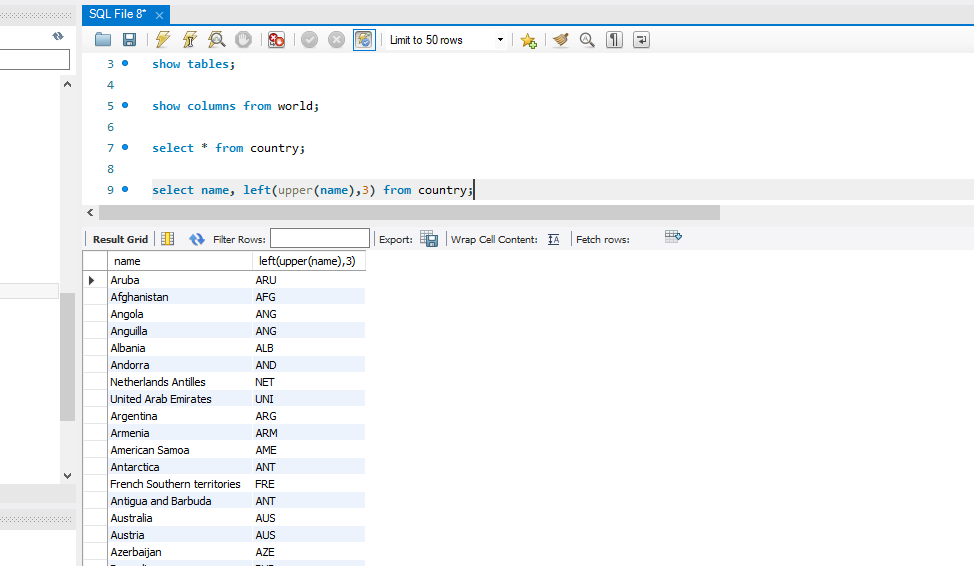 SQL File 8*
Limit to 50 rows
3 show tables;
4
5 show columns from world;
6
7 select * from country;
8
9 select name, left(upper(name),3) from country;
Result Grid Filter Rows: Export: Wrap Cell Content: Fetch rows:
name left(upper(name),3)
Aruba ARU
Afghanistan AFG
Angola ANG
Anguilla ANG
Albania ALB
Andorra AND
Netherlands Antilles NET
United Arab Emirates UNI
Argentina ARG
Armenia ARM
American Samoa AME
Antarctica ANT
French Southern territories FRE
Antigua and Barbuda ANT
Australia AUS
Austria AUS
Azerbaijan AZE